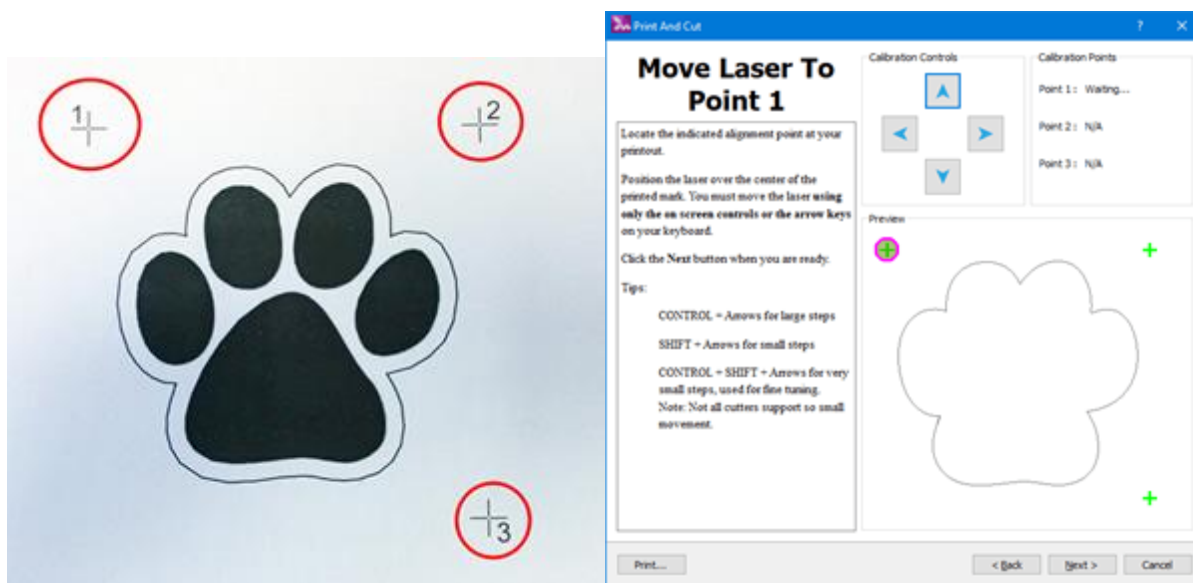 1
2
3
Print And Cut
?
Move Laser To
Point 1
Locate the indicated alignment point at your
printout.
Position the laser over the center of the
printed mark. You must move the laser using
only the on screen controls or the arrow keys
on your keyboard.
Click the Next button when you are ready.
Tips:
CONTROL + Arrows for large steps
SHIFT + Arrows for small steps
CONTROL + SHIFT + Arrows for very
small steps, used for fine tuning.
Note: Not all cutters support so small
movement.
Calibration Controls
Calibration Points
Point 1: Waiting...
Point 2: N/A
Point 3: N/A
Preview
Print...
< Back
Next >
Cancel